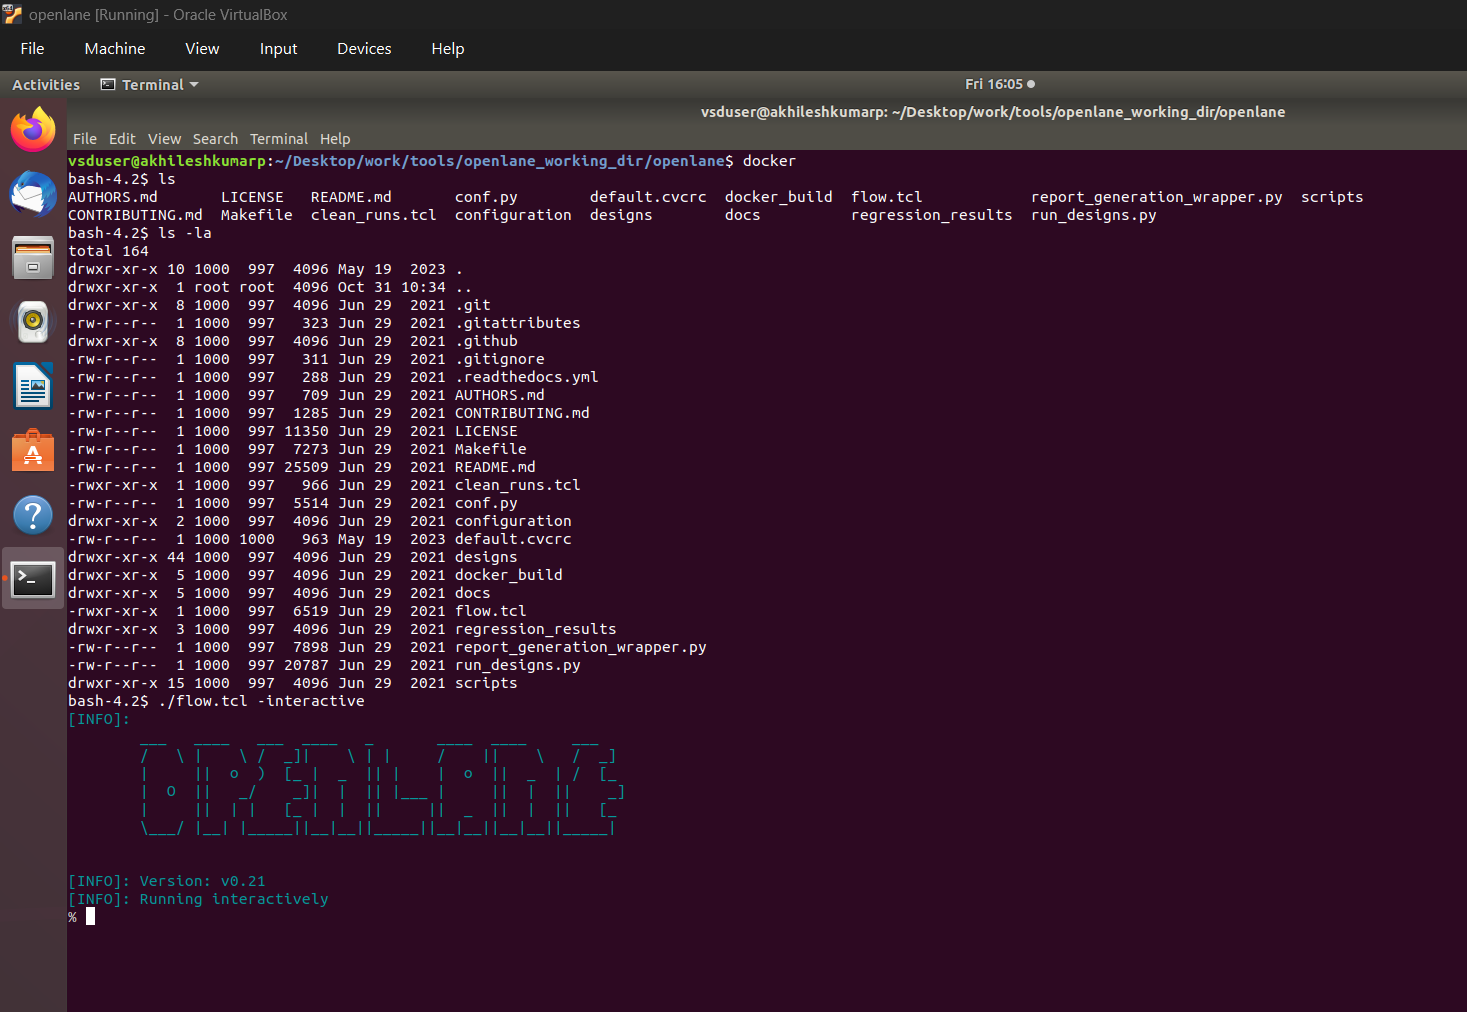 openlane [Running] - Oracle VirtualBox
File Machine View Input Devices Help
Activities Terminal Fri 16:05
vsduser@akhileshkumarp: ~/Desktop/work/tools/openlane_working_dir/openlane
File Edit View Search Terminal Help
vsduser@akhileshkumarp:~/Desktop/work/tools/openlane_working_dir/openlane$ docker
bash-4.2$ ls
AUTHORS.md       LICENSE   README.md       conf.py        default.cvcrc  docker_build  flow.tcl            report_generation_wrapper.py  scripts
CONTRIBUTING.md  Makefile  clean_runs.tcl  configuration  designs        docs          regression_results  run_designs.py
bash-4.2$ ls -la
total 164
drwxr-xr-x 10 1000  997  4096 May 19  2023 .
drwxr-xr-x  1 root root  4096 Oct 31 10:34 ..
drwxr-xr-x  8 1000  997  4096 Jun 29  2021 .git
-rw-r--r--  1 1000  997   323 Jun 29  2021 .gitattributes
drwxr-xr-x  8 1000  997  4096 Jun 29  2021 .github
-rw-r--r--  1 1000  997   311 Jun 29  2021 .gitignore
-rw-r--r--  1 1000  997   288 Jun 29  2021 .readthedocs.yml
-rw-r--r--  1 1000  997   709 Jun 29  2021 AUTHORS.md
-rw-r--r--  1 1000  997  1285 Jun 29  2021 CONTRIBUTING.md
-rw-r--r--  1 1000  997 11350 Jun 29  2021 LICENSE
-rw-r--r--  1 1000  997  7273 Jun 29  2021 Makefile
-rw-r--r--  1 1000  997 25509 Jun 29  2021 README.md
-rwxr-xr-x  1 1000  997   966 Jun 29  2021 clean_runs.tcl
-rw-r--r--  1 1000  997  5514 Jun 29  2021 conf.py
drwxr-xr-x  2 1000  997  4096 Jun 29  2021 configuration
-rw-r--r--  1 1000 1000   963 May 19  2023 default.cvcrc
drwxr-xr-x 44 1000  997  4096 Jun 29  2021 designs
drwxr-xr-x  5 1000  997  4096 Jun 29  2021 docker_build
drwxr-xr-x  5 1000  997  4096 Jun 29  2021 docs
-rwxr-xr-x  1 1000  997  6519 Jun 29  2021 flow.tcl
drwxr-xr-x  3 1000  997  4096 Jun 29  2021 regression_results
-rw-r--r--  1 1000  997  7898 Jun 29  2021 report_generation_wrapper.py
-rw-r--r--  1 1000  997 20787 Jun 29  2021 run_designs.py
drwxr-xr-x 15 1000  997  4096 Jun 29  2021 scripts
bash-4.2$ ./flow.tcl -interactive
[INFO]:
OPENLANE
[INFO]: Version: v0.21
[INFO]: Running interactively
%